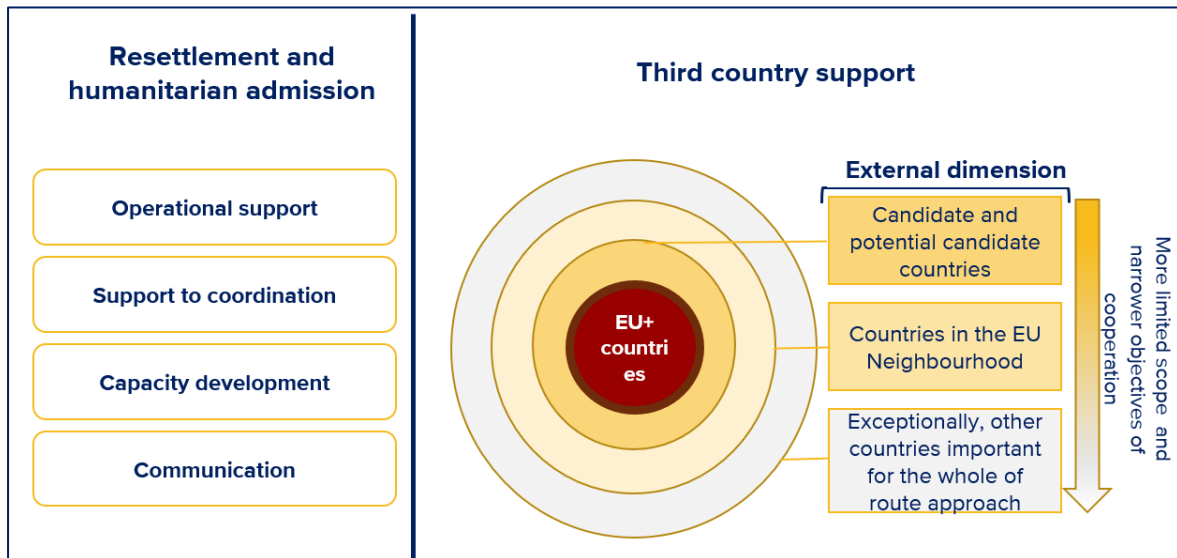 Resettlement and
humanitarian admission
Operational support
Support to coordination
Capacity development
Communication
Third country support
EU+
countri
es
External dimension
Candidate and
potential candidate
countries
Countries in the EU
Neighbourhood
Exceptionally, other
countries important
for the whole of
route approach
More limited scope and
narrower objectives of
cooperation